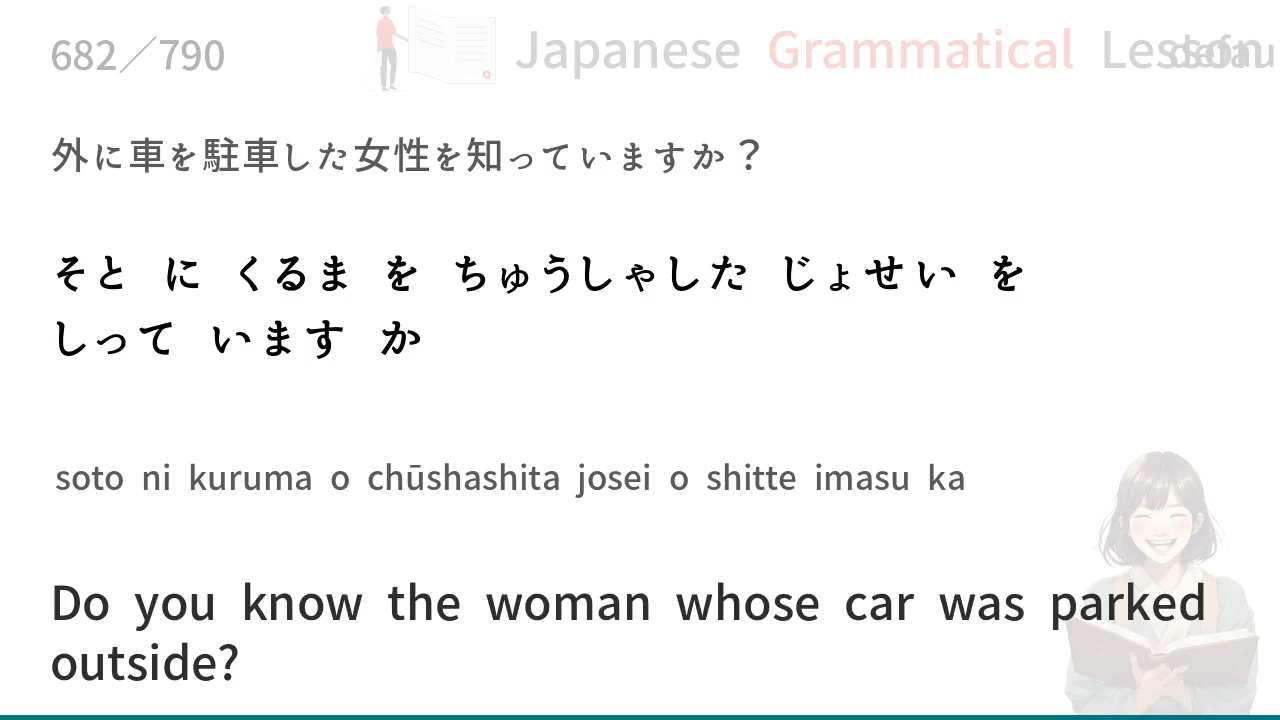 682／790
Japanese Grammatical Lesson
外に車を駐車した女性を知っていますか？
そと に くるま を ちゅうしゃした じょせい を
しって います か
soto ni kuruma o chūshashita josei o shitte imasu ka
Do you know the woman whose car was parked
outside?